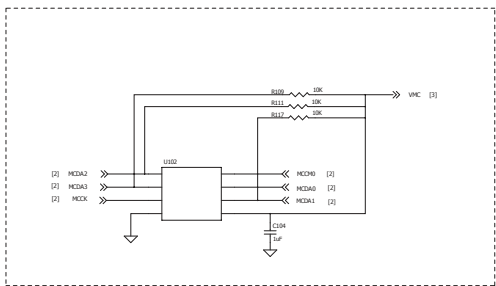 R109 10K
VMC [3]
R111 10K
R117 10K
U102
[2] MCDA2
MCCM0 [2]
[2] MCDA3
MCDA0 [2]
[2] MCCK
MCDA1 [2]
C104
1uF